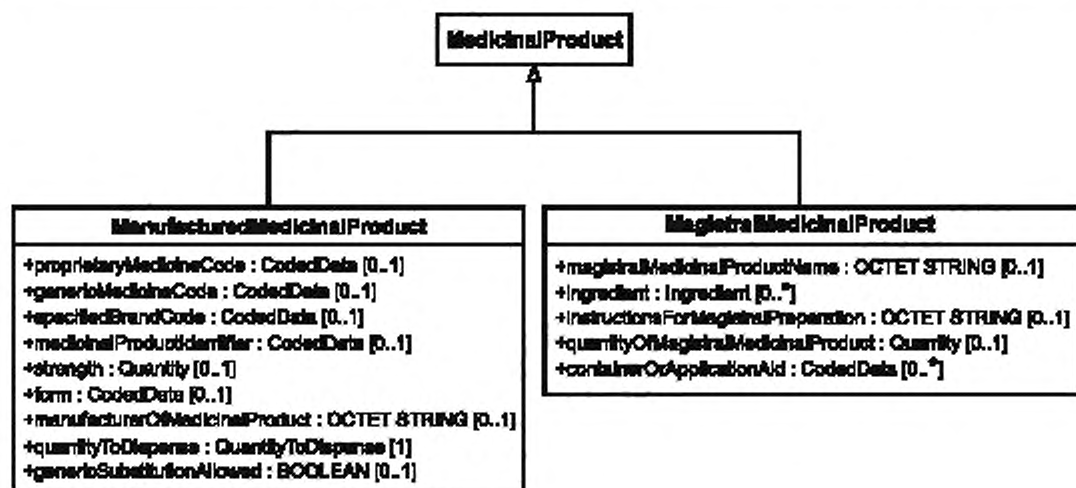 MedicinalProduct
ManufacturedMedicinalProduct
+proprietaryMedicineCode : CodedData [0..1]
+genericMedicineCode : CodedData [0..1]
+specifiedBrandCode : CodedData [0..1]
+medicinalProductIdentifier : CodedData [0..1]
+strength : Quantity [0..1]
+form : CodedData [0..1]
+manufacturerOfMedicinalProduct : OCTET STRING [0..1]
+quantityToDispense : QuantityToDispense [1]
+genericSubstitutionAllowed : BOOLEAN [0..1]
MagistralMedicinalProduct
+magistralMedicinalProductName : OCTET STRING [0..1]
+ingredient : Ingredient [0..*]
+instructionsForMagistralPreparation : OCTET STRING [0..1]
+quantityOfMagistralMedicinalProduct : Quantity [0..1]
+containerOrApplicationAid : CodedData [0..*]